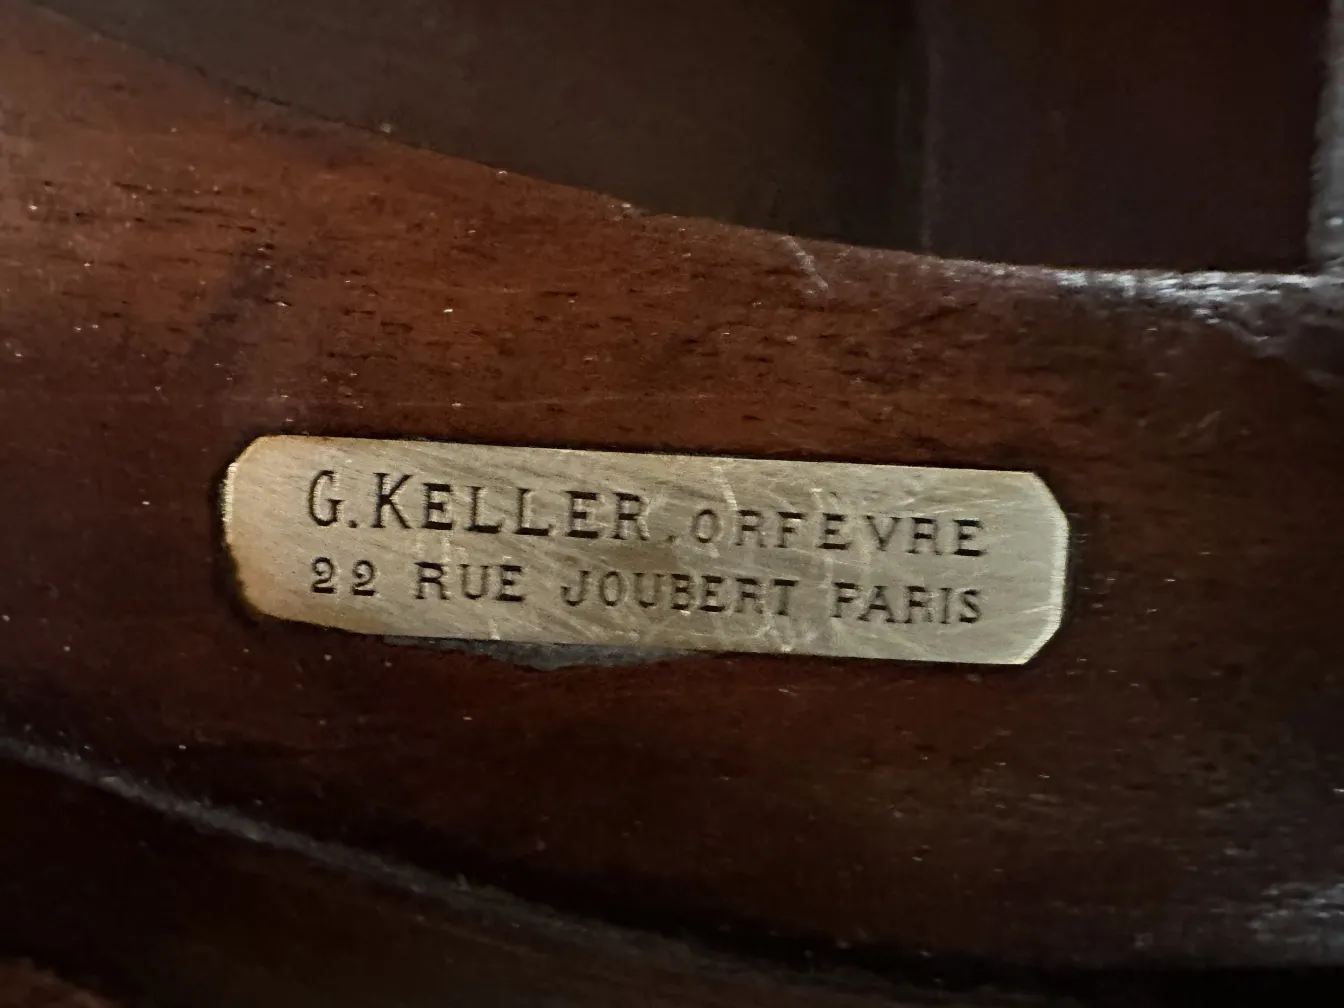 G. KELLER. ORFEVRE
22 RUE JOUBERT PARIS